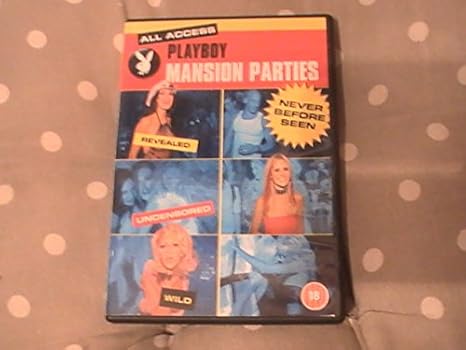 ALL ACCESS
PLAYBOY
MANSION PARTIES
NEVER
BEFORE
SEEN
REVEALED
UNCENSORED
WILD
18